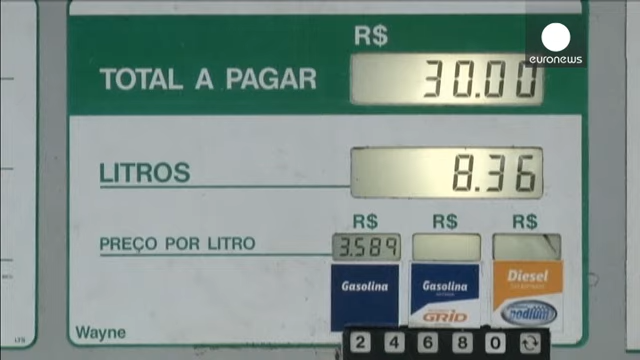 euronews
R$
TOTAL A PAGAR 30.00
LITROS 8.36
R$ R$ R$
PREÇO POR LITRO 3.589
Gasolina Gasolina Diesel
GRID podium
Wayne 2 4 6 8 0